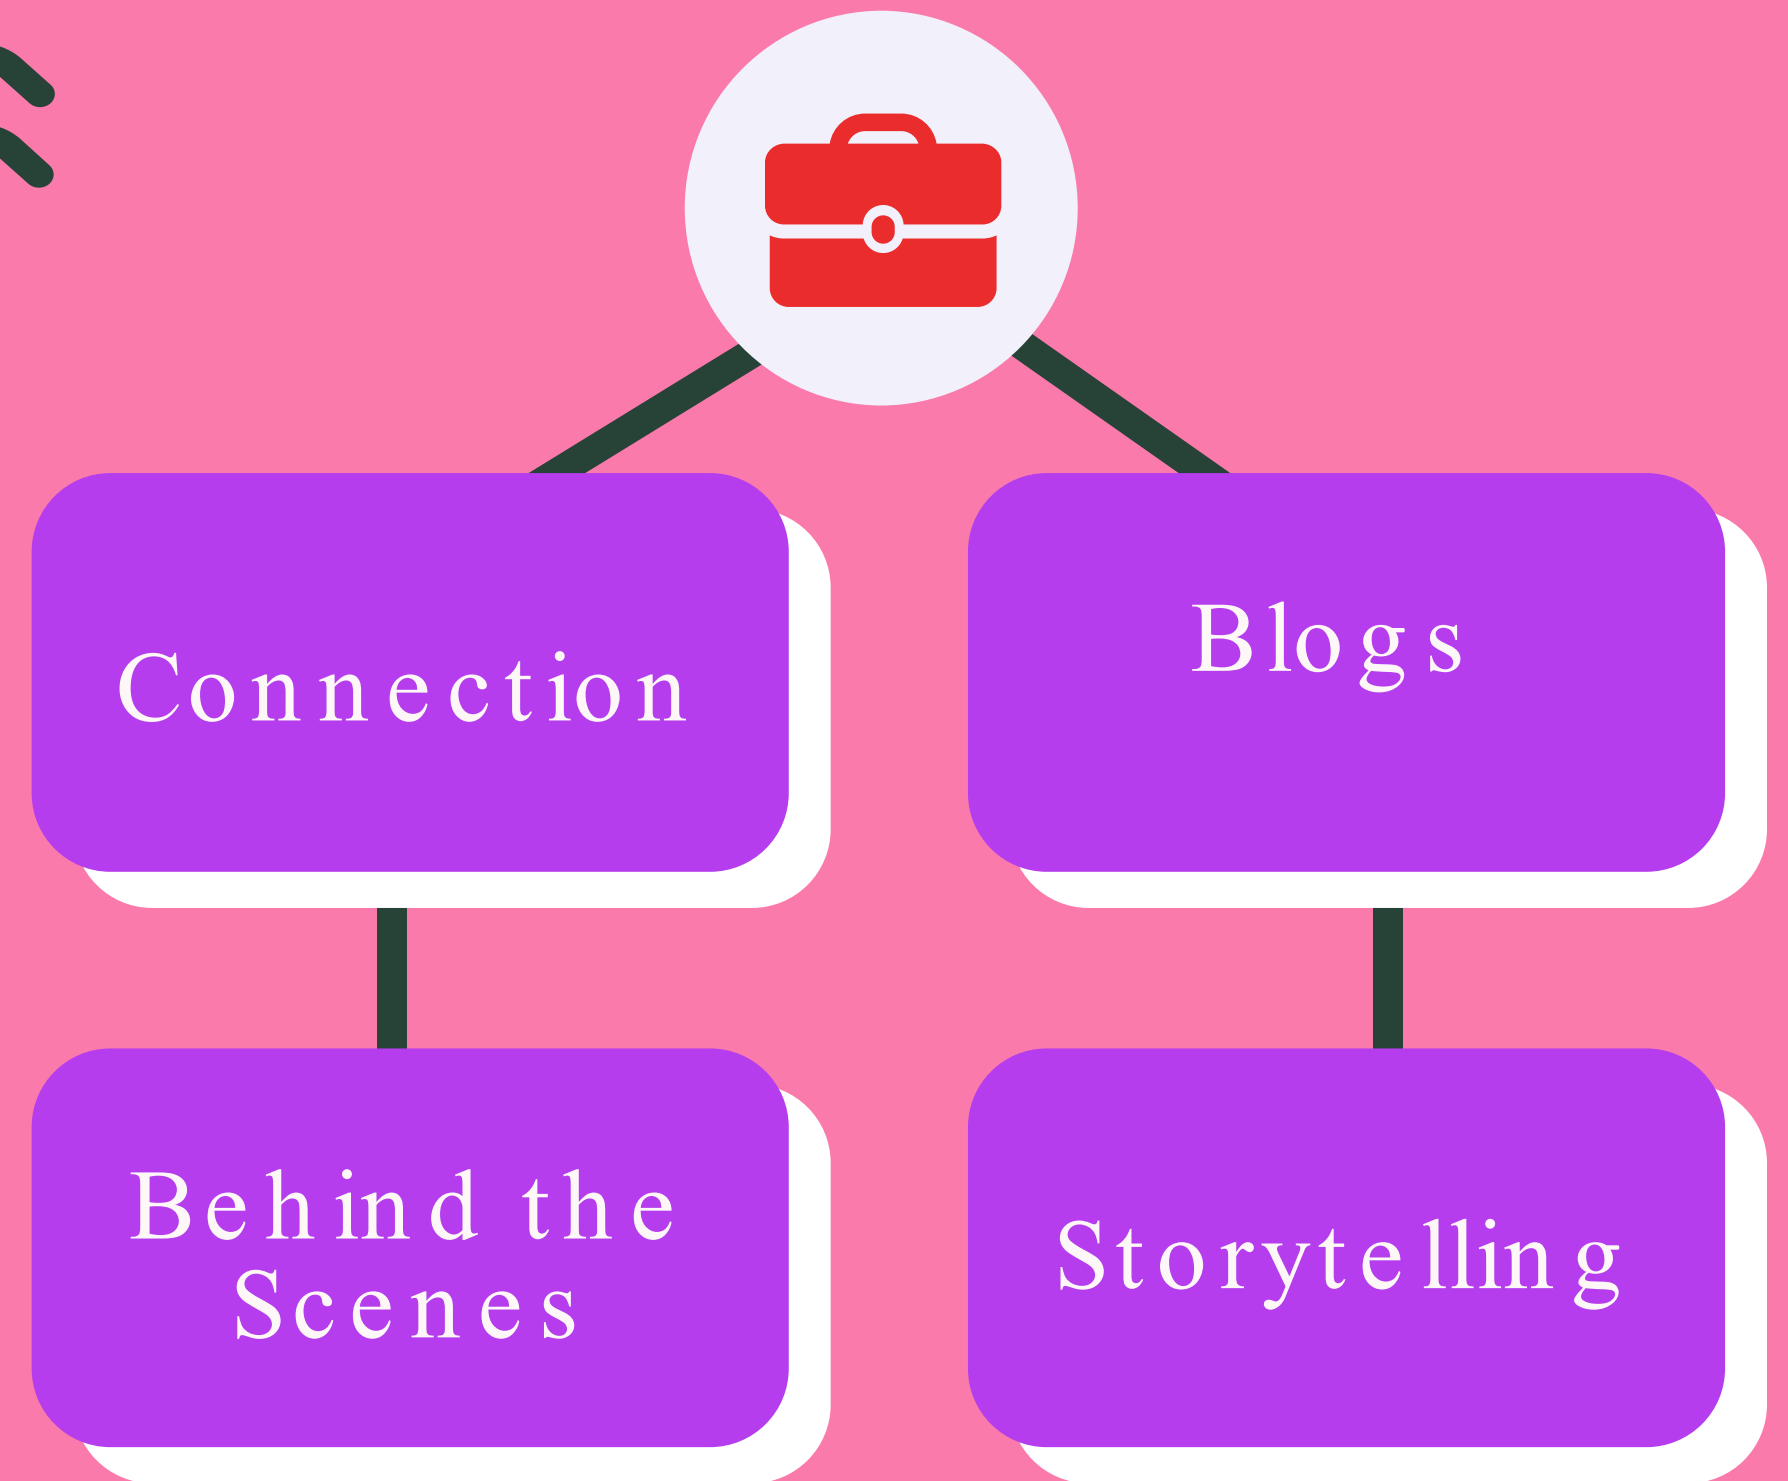 Connection
Blogs
Behind the
Scenes
Storytelling